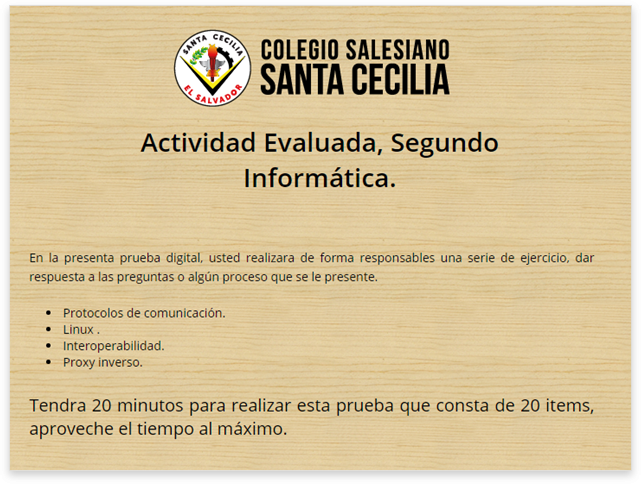 SANTA CECILIA
EL SALVADOR
COLEGIO SALESIANO
SANTA CECILIA
Actividad Evaluada, Segundo
Informática.
En la presenta prueba digital, usted realizara de forma responsables una serie de ejercicio, dar
respuesta a las preguntas o algún proceso que se le presente.
• Protocolos de comunicación.
• Linux .
• Interoperabilidad.
• Proxy inverso.
Tendra 20 minutos para realizar esta prueba que consta de 20 items,
aproveche el tiempo al máximo.